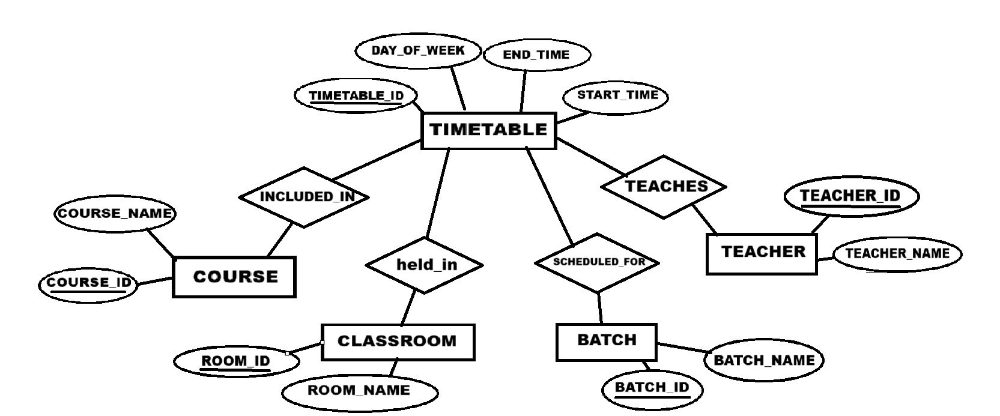 DAY_OF_WEEK
END_TIME
TIMETABLE_ID
START_TIME
TIMETABLE
INCLUDED_IN
TEACHES
COURSE_NAME
TEACHER_ID
TEACHER
TEACHER_NAME
COURSE_ID
COURSE
held_in
SCHEDULED_FOR
CLASSROOM
BATCH
ROOM_ID
BATCH_NAME
ROOM_NAME
BATCH_ID